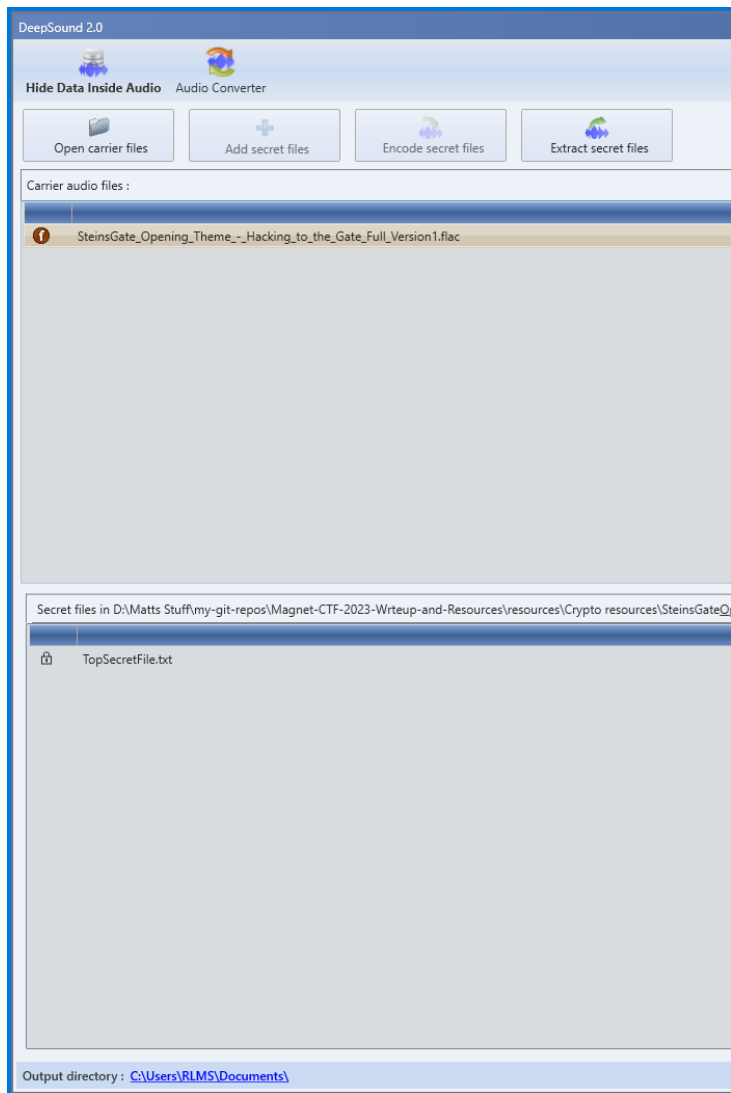 DeepSound 2.0
Hide Data Inside Audio Audio Converter
Open carrier files Add secret files Encode secret files Extract secret files
Carrier audio files :
SteinsGate_Opening_Theme_-_Hacking_to_the_Gate_Full_Version1.flac
Secret files in D:\Matts Stuff\my-git-repos\Magnet-CTF-2023-Wrteup-and-Resources\resources\Crypto resources\SteinsGateOp
TopSecretFile.txt
Output directory : C:\Users\RLMS\Documents\